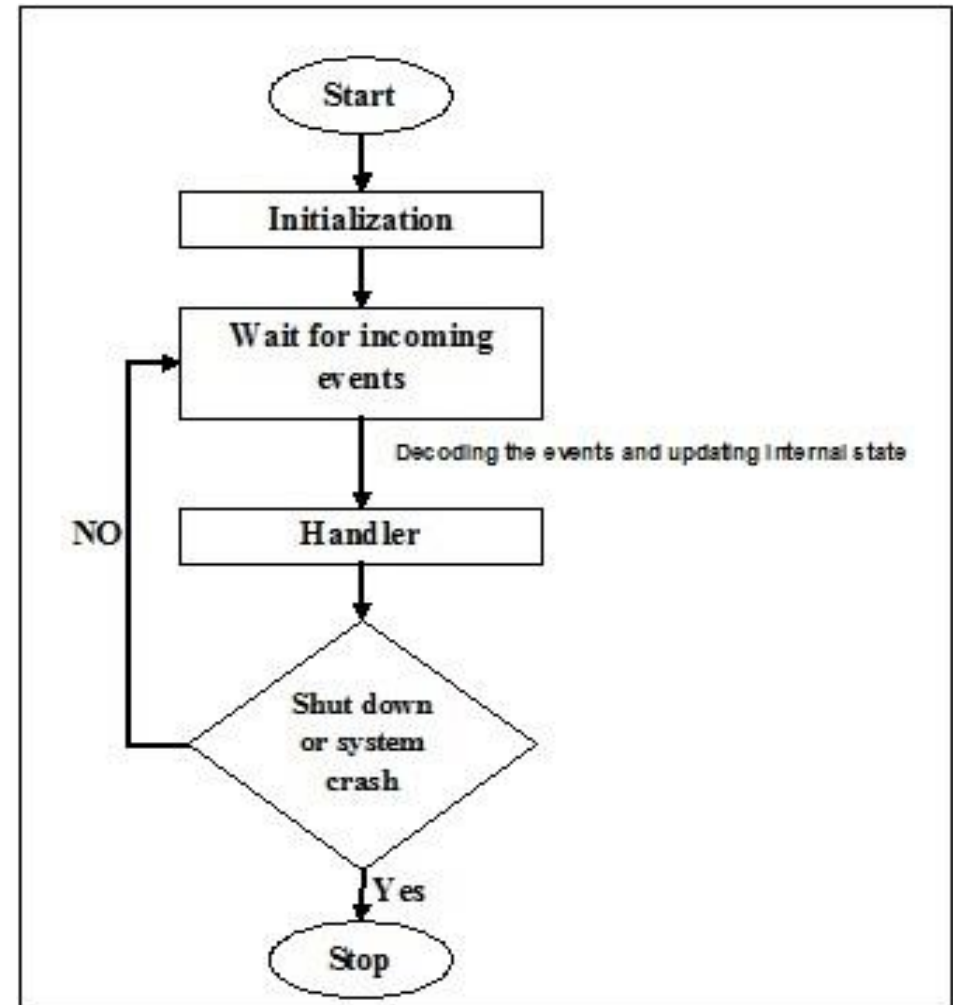 Start
Initialization
Wait for incoming
events
Decoding the events and updating internal state
NO
Handler
Shut down
or system
crash
Yes
Stop